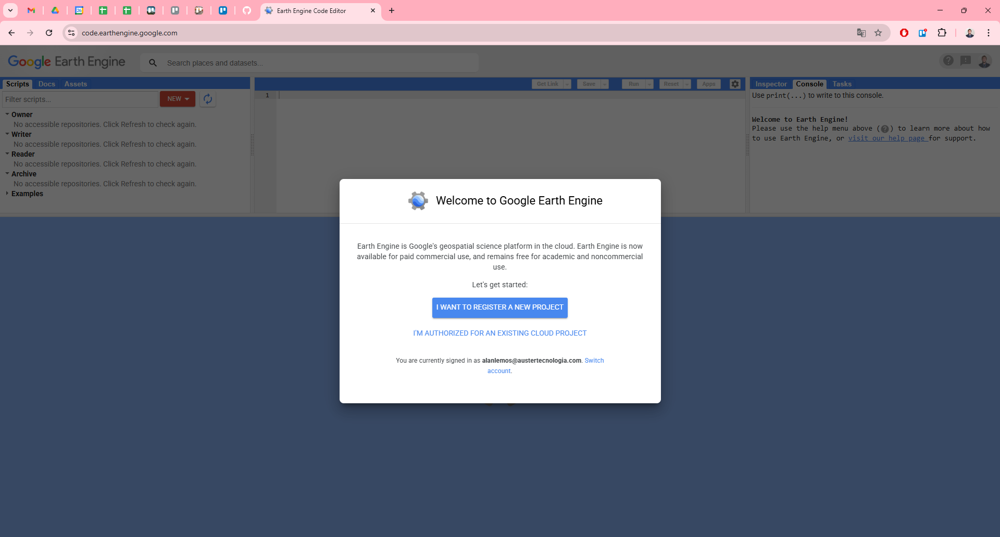 26
Earth Engine Code Editor
code.earthengine.google.com
Google Earth Engine
Search places and datasets...
Scripts Docs Assets
Get Link Save Run Reset Apps
Inspector Console Tasks
Filter scripts...
NEW
1
Use print(...) to write to this console.
Owner
No accessible repositories. Click Refresh to check again.
Writer
No accessible repositories. Click Refresh to check again.
Reader
No accessible repositories. Click Refresh to check again.
Archive
No accessible repositories. Click Refresh to check again.
Examples
Welcome to Earth Engine!
Please use the help menu above (?) to learn more about how
to use Earth Engine, or visit our help page for support.
Welcome to Google Earth Engine
Earth Engine is Google's geospatial science platform in the cloud. Earth Engine is now
available for paid commercial use, and remains free for academic and noncommercial
use.
Let's get started:
I WANT TO REGISTER A NEW PROJECT
I'M AUTHORIZED FOR AN EXISTING CLOUD PROJECT
You are currently signed in as alanlemos@austertecnologia.com. Switch
account.